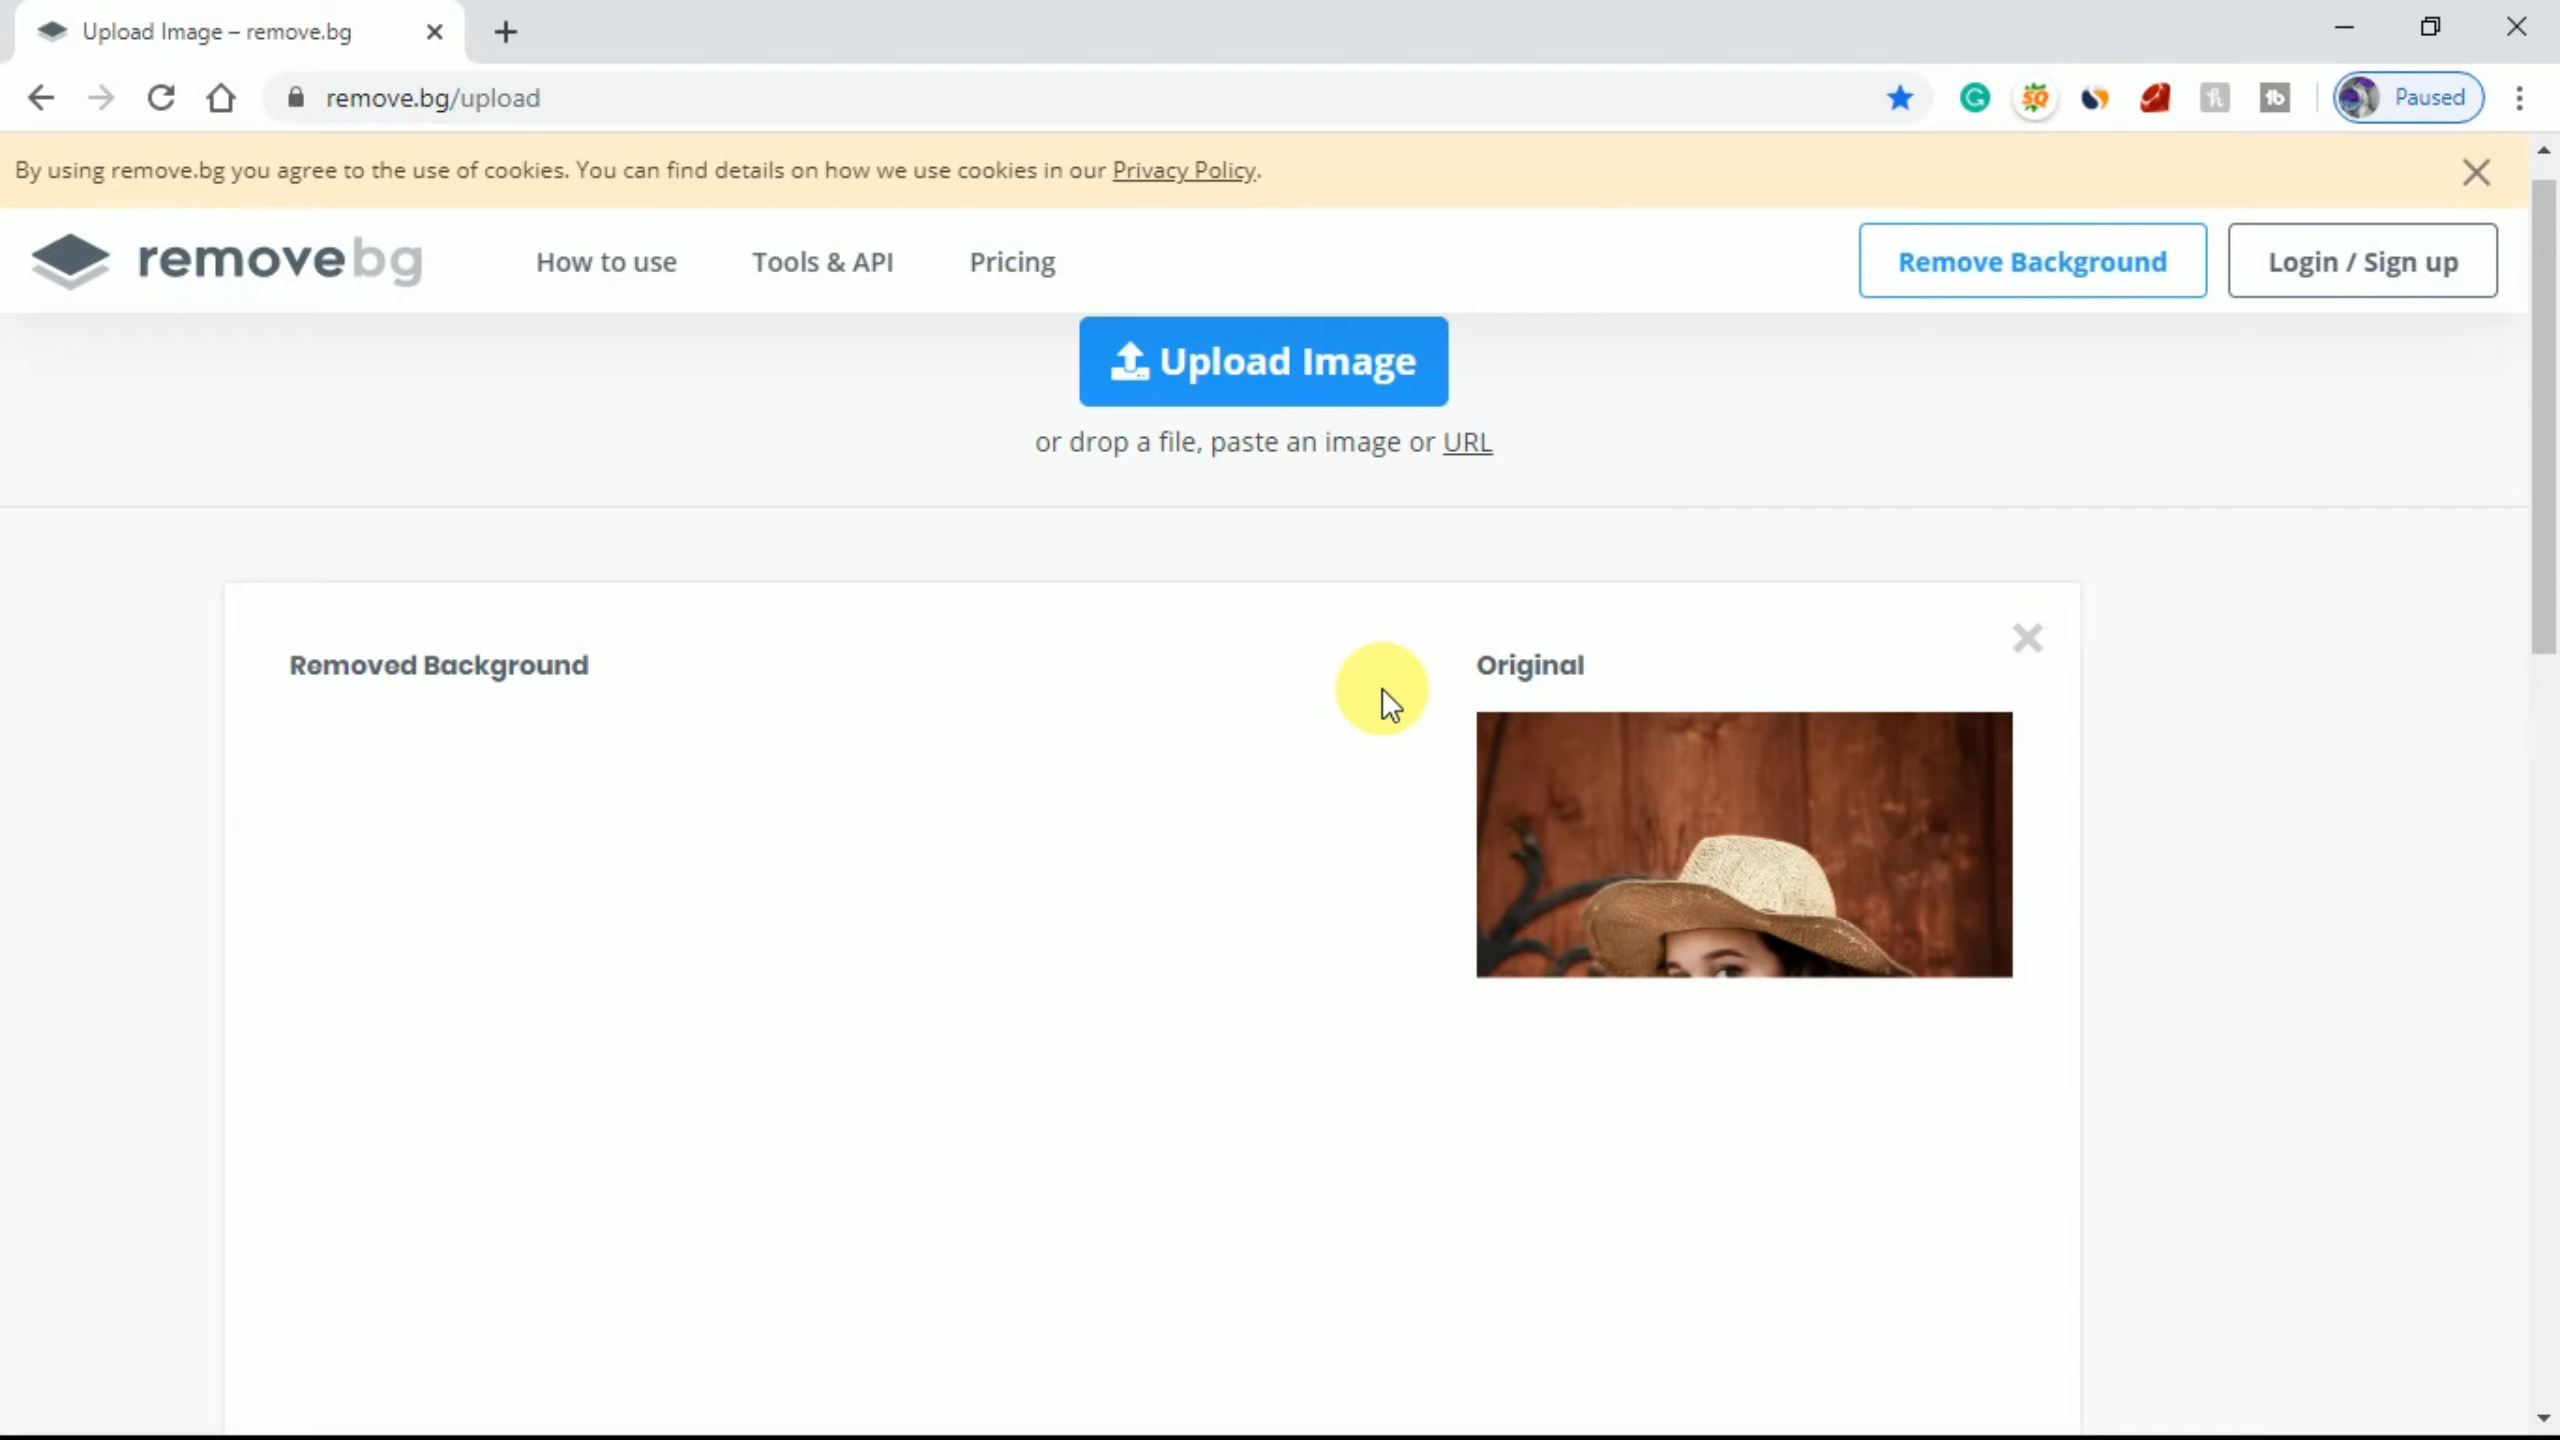 Upload Image – remove.bg
remove.bg/upload
Paused
By using remove.bg you agree to the use of cookies. You can find details on how we use cookies in our Privacy Policy.
removebg
How to use
Tools & API
Pricing
Remove Background
Login / Sign up
Upload Image
or drop a file, paste an image or URL
Removed Background
Original